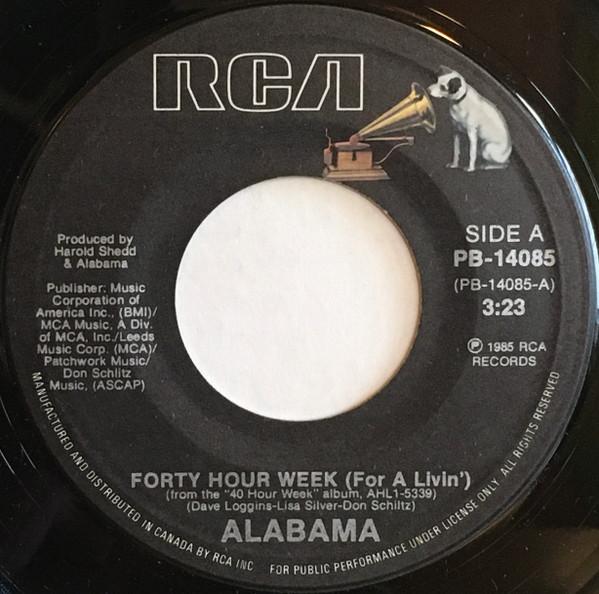 RCA
Produced by
Harold Shedd
& Alabama
Publisher: Music
Corporation of
America Inc., (BMI)/
MCA Music, A Div.
of MCA, Inc./Leeds
Music Corp. (MCA)/
Patchwork Music/
Don Schlitz
Music, (ASCAP)
SIDE A
PB-14085
(PB-14085-A)
3:23
℗ 1985 RCA
RECORDS
FORTY HOUR WEEK (For A Livin')
(from the "40 Hour Week" album, AHL1-5339)
(Dave Loggins-Lisa Silver-Don Schiltz)
ALABAMA
MANUFACTURED AND DISTRIBUTED IN CANADA BY RCA INC FOR PUBLIC PERFORMANCE UNDER LICENSE ONLY. ALL RIGHTS RESERVED